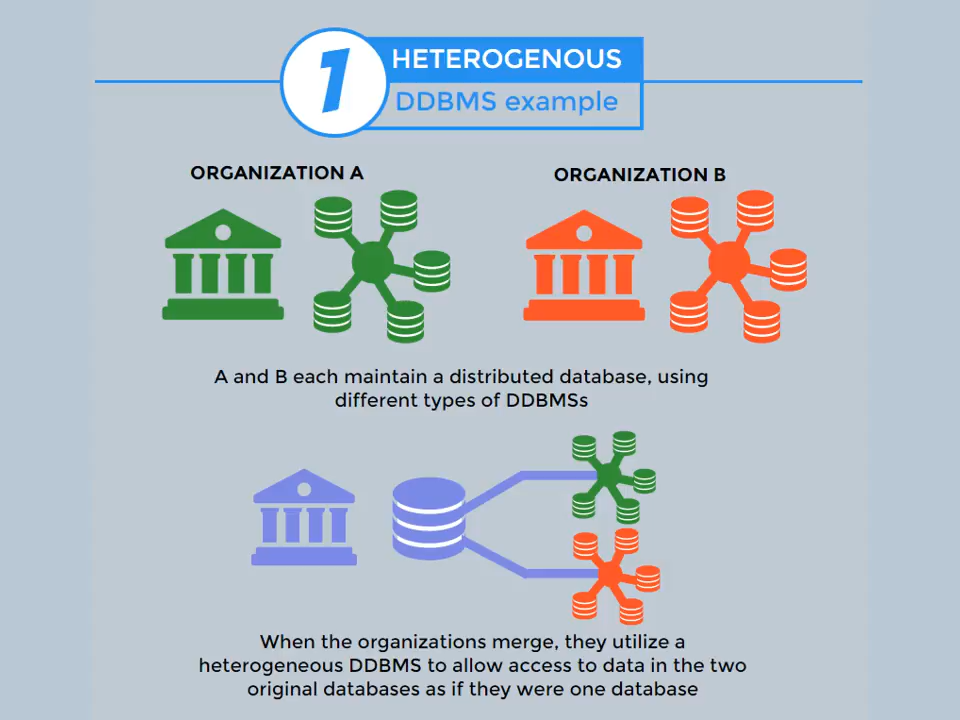 1
HETEROGENOUS
DDBMS example
ORGANIZATION A
ORGANIZATION B
A and B each maintain a distributed database, using
different types of DDBMSs
When the organizations merge, they utilize a
heterogeneous DDBMS to allow access to data in the two
original databases as if they were one database